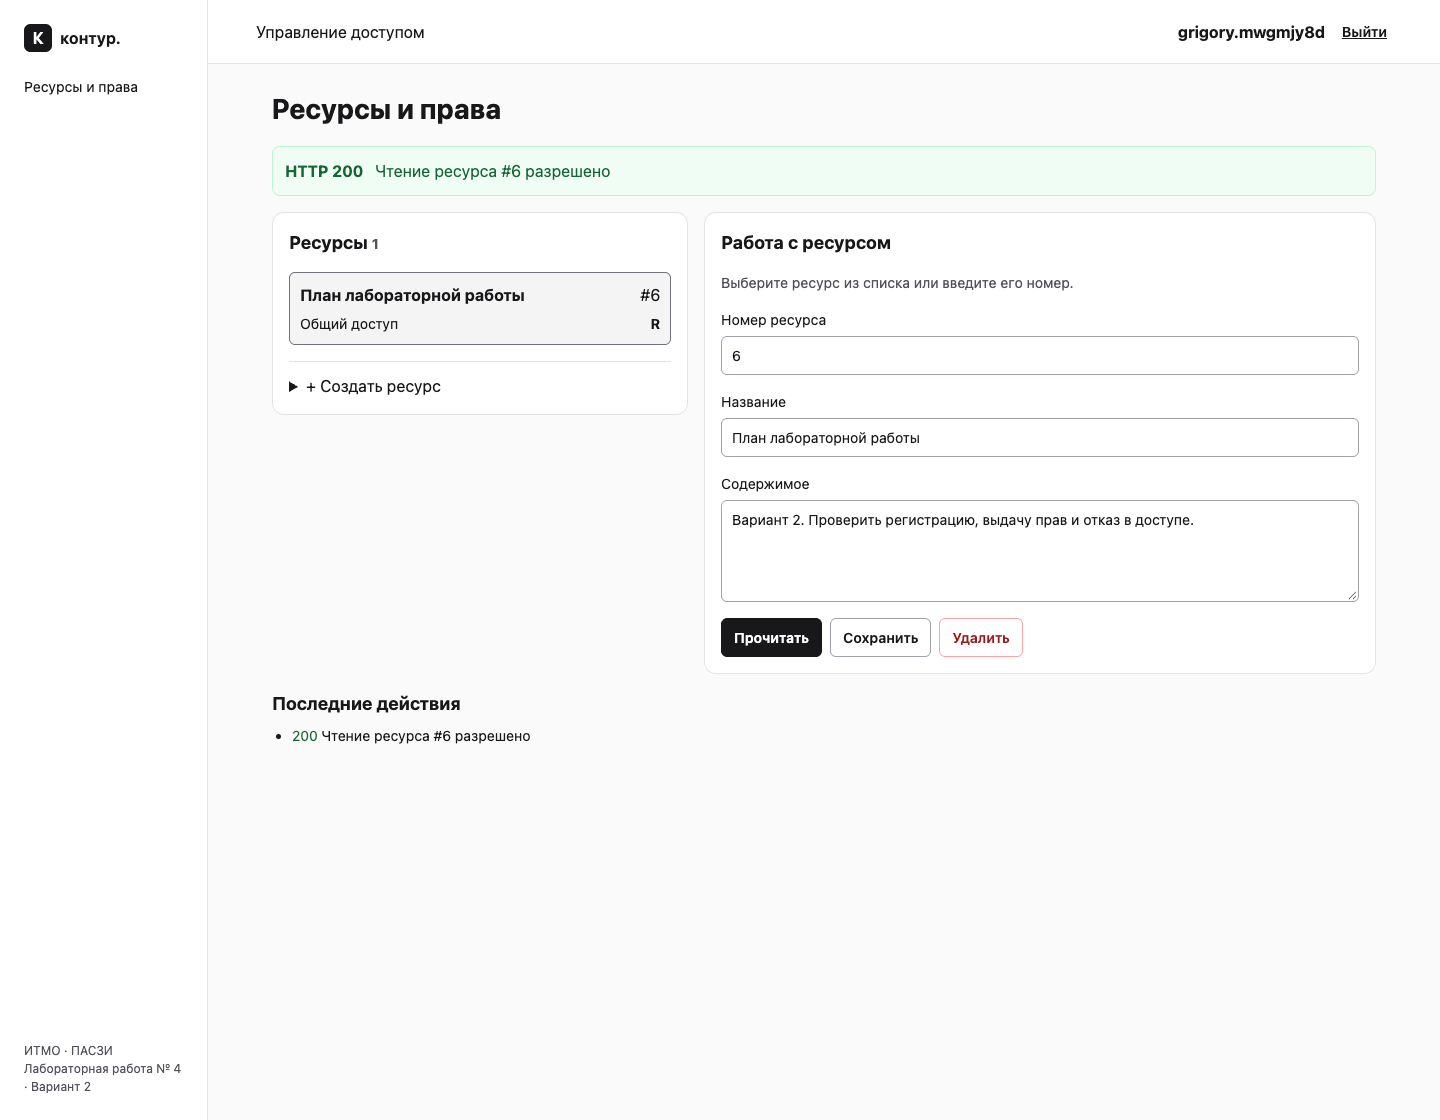 К контур.
Ресурсы и права
Управление доступом
grigory.mwgmjy8d Выйти
Ресурсы и права
HTTP 200 Чтение ресурса #6 разрешено
Ресурсы 1
План лабораторной работы #6
Общий доступ R
+ Создать ресурс
Работа с ресурсом
Выберите ресурс из списка или введите его номер.
Номер ресурса
6
Название
План лабораторной работы
Содержимое
Вариант 2. Проверить регистрацию, выдачу прав и отказ в доступе.
Прочитать Сохранить Удалить
Последние действия
200 Чтение ресурса #6 разрешено
ИТМО · ПАСЗИ
Лабораторная работа № 4
· Вариант 2